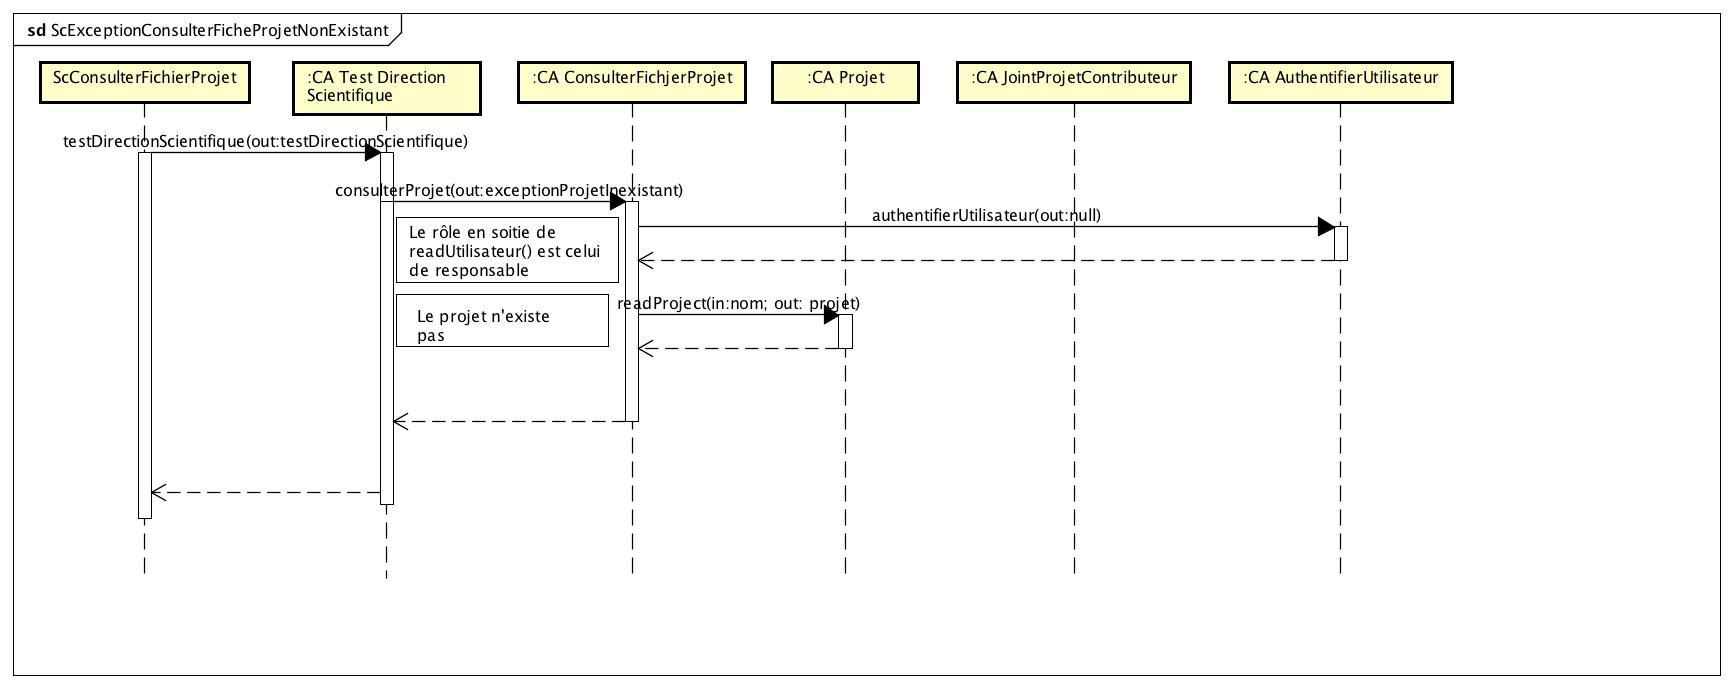 sd ScExceptionConsulterFicheProjetNonExistant
ScConsulterFichierProjet
:CA Test Direction
Scientifique
:CA ConsulterFichjerProjet
:CA Projet
:CA JointProjetContributeur
:CA AuthentifierUtilisateur
testDirectionScientifique(out:testDirectionScientifique)
consulterProjet(out:exceptionProjetInexistant)
authentifierUtilisateur(out:null)
Le rôle en soitie de
readUtilisateur() est celui
de responsable
readProject(in:nom; out: projet)
Le projet n'existe
pas